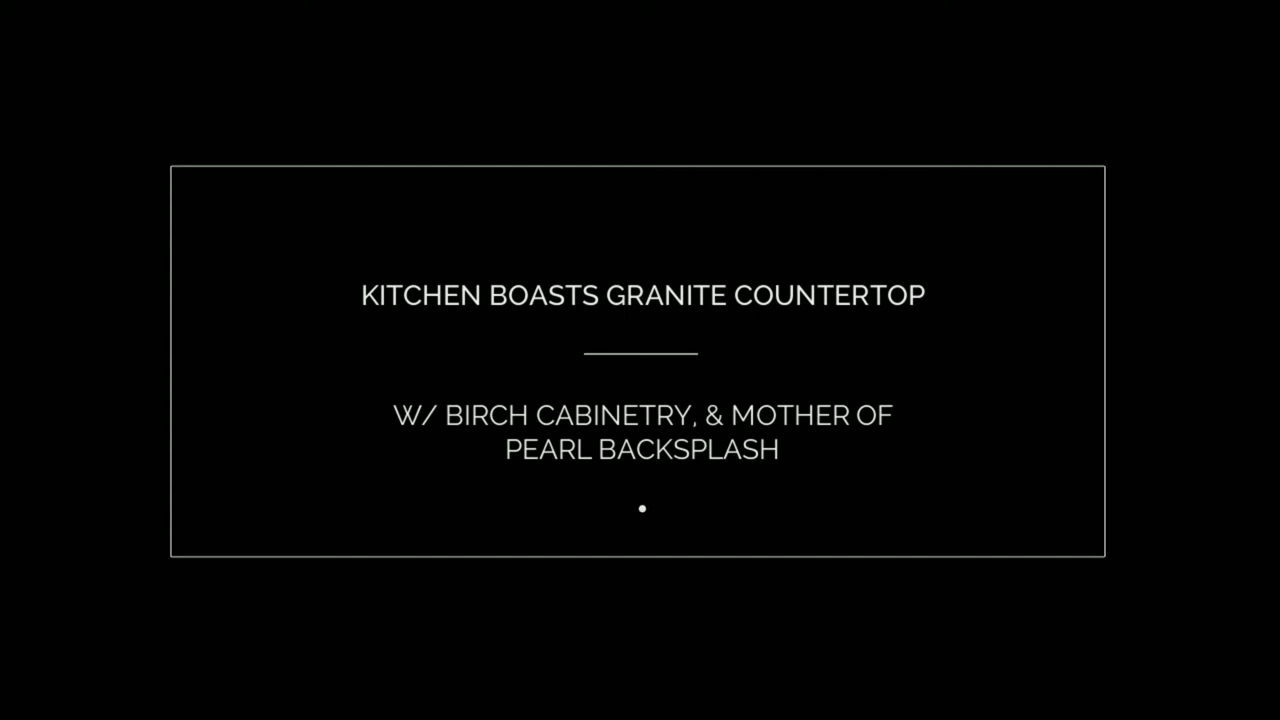 KITCHEN BOASTS GRANITE COUNTERTOP
W/ BIRCH CABINETRY, & MOTHER OF
PEARL BACKSPLASH